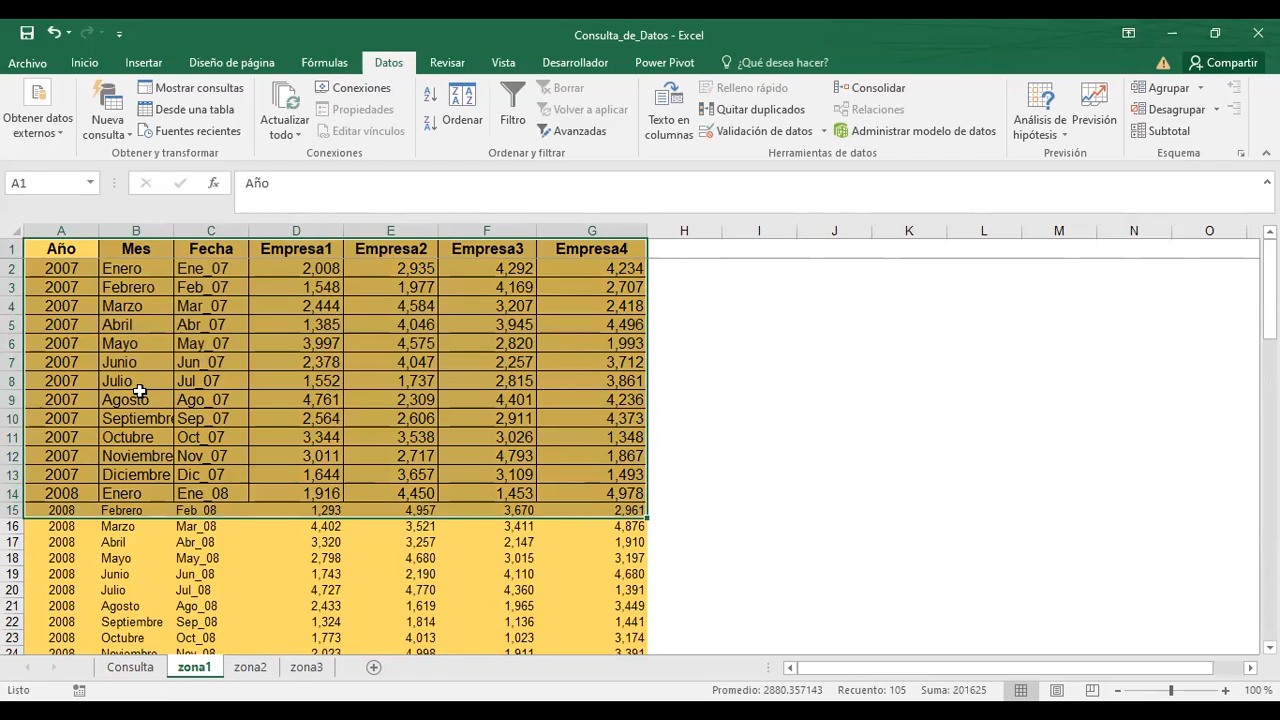 Consulta_de_Datos - Excel
Archivo Inicio Insertar Diseño de página Fórmulas Datos Revisar Vista Desarrollador Power Pivot ¿Qué desea hacer? Compartir
Obtener datos externos
Nueva consulta
Mostrar consultas
Desde una tabla
Fuentes recientes
Obtener y transformar
Actualizar todo
Conexiones
Propiedades
Editar vínculos
Conexiones
Ordenar
Filtro
Borrar
Volver a aplicar
Avanzadas
Ordenar y filtrar
Texto en columnas
Relleno rápido
Quitar duplicados
Validación de datos
Consolidar
Relaciones
Administrar modelo de datos
Herramientas de datos
Análisis de hipótesis
Previsión
Previsión
Agrupar
Desagrupar
Subtotal
Esquema
A1 fx Año
A B C D E F G H I J K L M N O
1 Año Mes Fecha Empresa1 Empresa2 Empresa3 Empresa4
2 2007 Enero Ene_07 2,008 2,935 4,292 4,234
3 2007 Febrero Feb_07 1,548 1,977 4,169 2,707
4 2007 Marzo Mar_07 2,444 4,584 3,207 2,418
5 2007 Abril Abr_07 1,385 4,046 3,945 4,496
6 2007 Mayo May_07 3,997 4,575 2,820 1,993
7 2007 Junio Jun_07 2,378 4,047 2,257 3,712
8 2007 Julio Jul_07 1,552 1,737 2,815 3,861
9 2007 Agosto Ago_07 4,761 2,309 4,401 4,236
10 2007 Septiembre Sep_07 2,564 2,606 2,911 4,373
11 2007 Octubre Oct_07 3,344 3,538 3,026 1,348
12 2007 Noviembre Nov_07 3,011 2,717 4,793 1,867
13 2007 Diciembre Dic_07 1,644 3,657 3,109 1,493
14 2008 Enero Ene_08 1,916 4,450 1,453 4,978
15 2008 Febrero Feb_08 1,293 4,957 3,670 2,961
16 2008 Marzo Mar_08 4,402 3,521 3,411 4,876
17 2008 Abril Abr_08 3,320 3,257 2,147 1,910
18 2008 Mayo May_08 2,798 4,680 3,015 3,197
19 2008 Junio Jun_08 1,743 2,190 4,110 4,680
20 2008 Julio Jul_08 4,727 4,770 4,360 1,391
21 2008 Agosto Ago_08 2,433 1,619 1,965 3,449
22 2008 Septiembre Sep_08 1,324 1,814 1,136 1,441
23 2008 Octubre Oct_08 1,773 4,013 1,023 3,174
24 2008 Noviembre Nov_08 2,023 4,998 1,911 3,391
Consulta zona1 zona2 zona3
Listo Promedio: 2880.357143 Recuento: 105 Suma: 201625 100 %